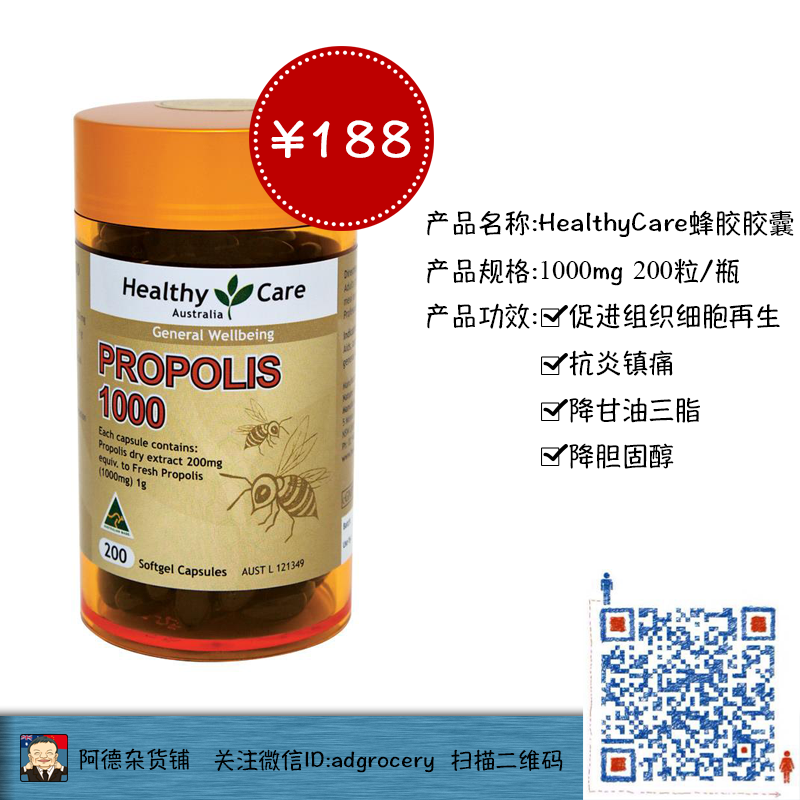 ¥188
产品名称:HealthyCare蜂胶胶囊
产品规格:1000mg 200粒/瓶
产品功效:☑促进组织细胞再生
☑抗炎镇痛
☑降甘油三脂
☑降胆固醇
Healthy Care
Australia
General Wellbeing
PROPOLIS
1000
Each capsule contains:
Propolis dry extract 200mg
equiv. to Fresh Propolis
(1000mg) 1g
200 Softgel Capsules AUST L 121349
阿德杂货铺 关注微信ID:adgrocery 扫描二维码